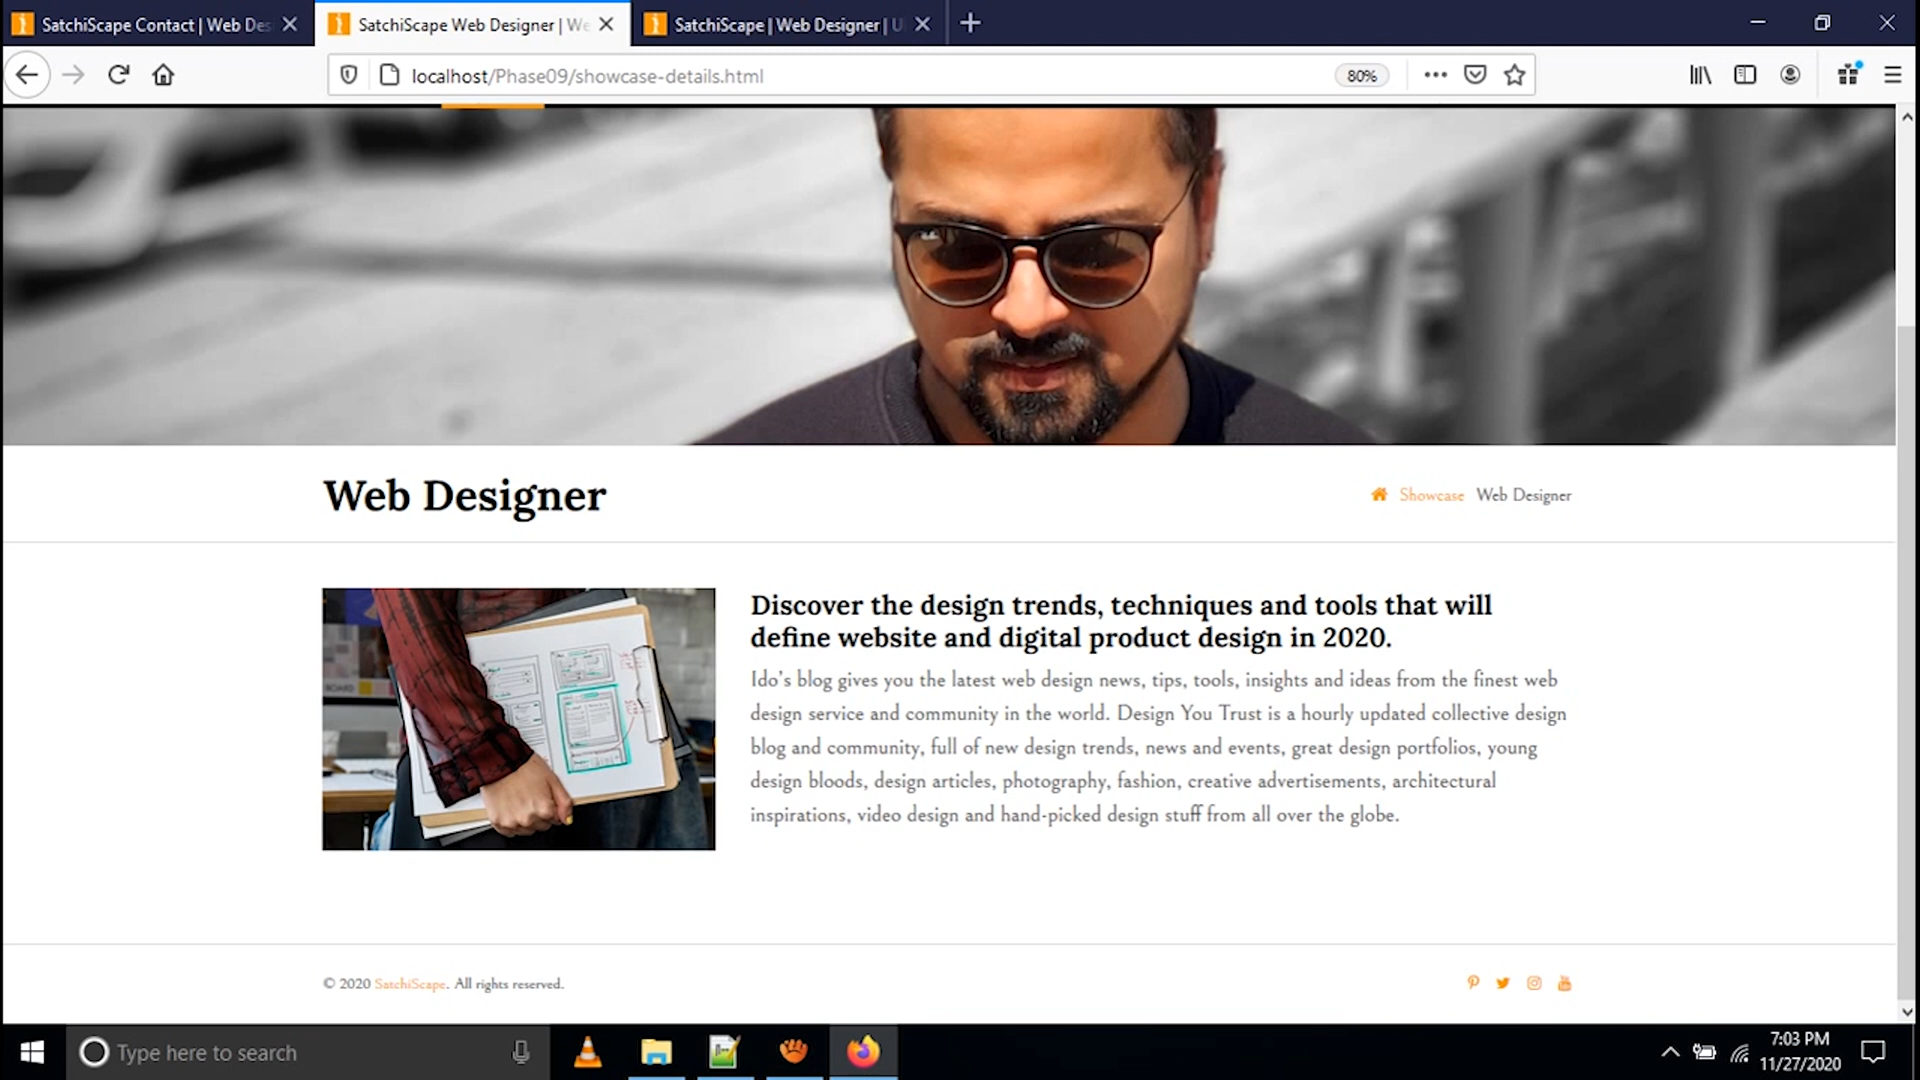 SatchiScape Contact | Web Des
SatchiScape Web Designer | We
SatchiScape | Web Designer | U
localhost/Phase09/showcase-details.html
80%
Web Designer
Showcase Web Designer
Discover the design trends, techniques and tools that will
define website and digital product design in 2020.
Ido’s blog gives you the latest web design news, tips, tools, insights and ideas from the finest web
design service and community in the world. Design You Trust is a hourly updated collective design
blog and community, full of new design trends, news and events, great design portfolios, young
design bloods, design articles, photography, fashion, creative advertisements, architectural
inspirations, video design and hand-picked design stuff from all over the globe.
© 2020 SatchiScape. All rights reserved.
Type here to search
7:03 PM
11/27/2020